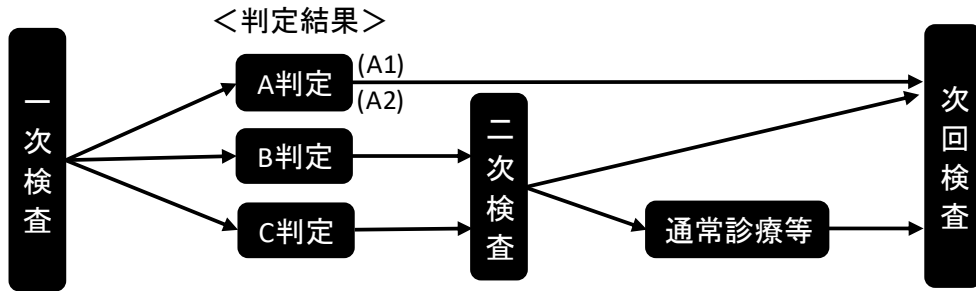 ＜判定結果＞
一次検査
A判定
(A1)
(A2)
B判定
C判定
二次検査
通常診療等
次回検査